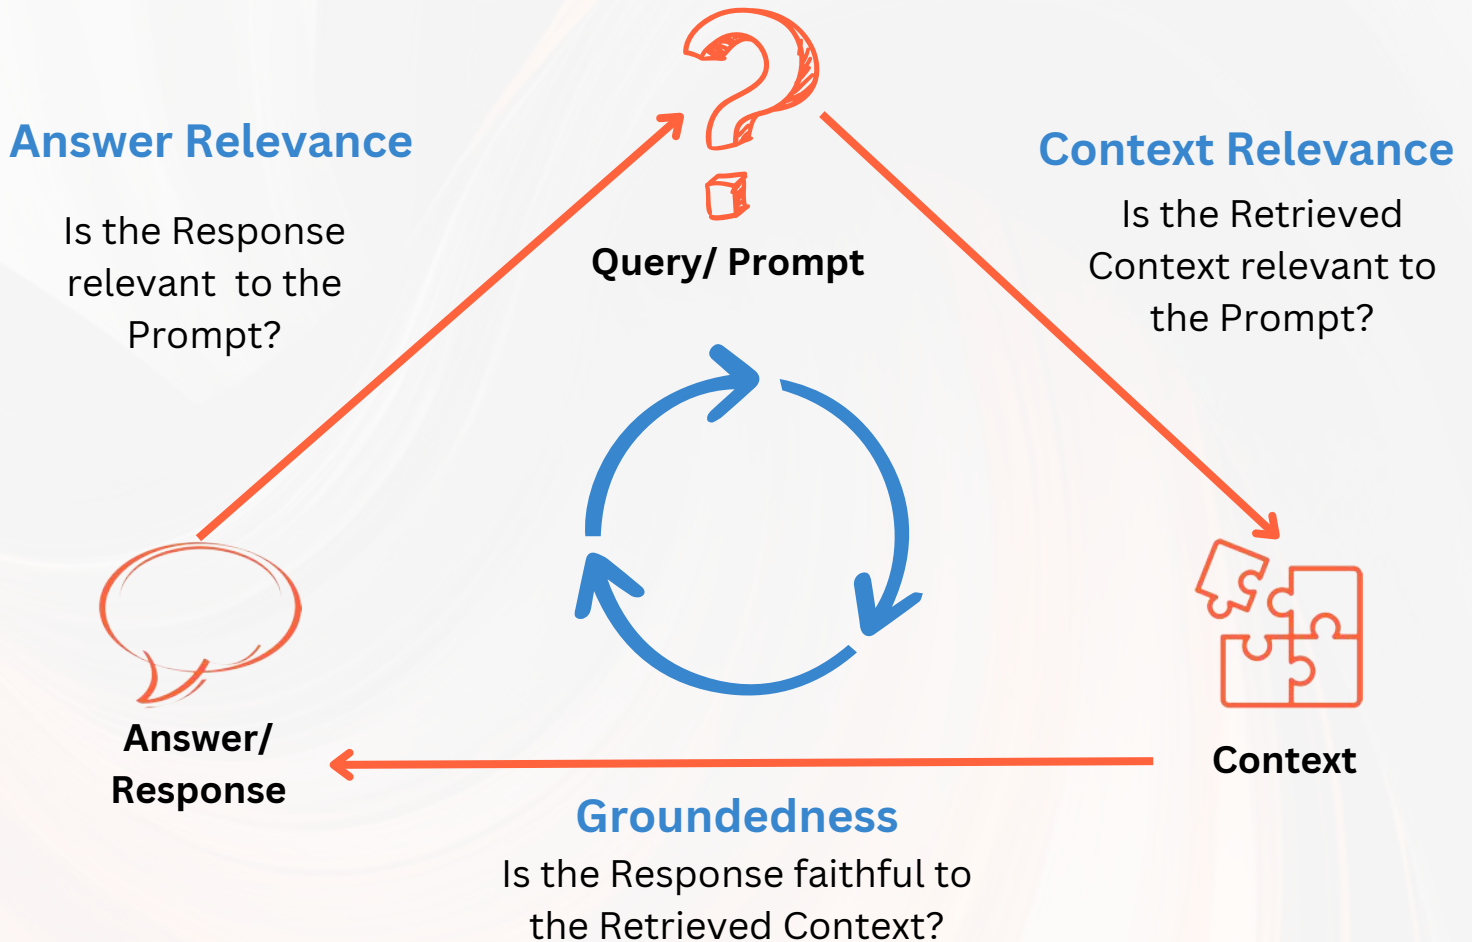 Answer Relevance
Is the Response
relevant to the
Prompt?
Query/ Prompt
Context Relevance
Is the Retrieved
Context relevant to
the Prompt?
Answer/
Response
Context
Groundedness
Is the Response faithful to
the Retrieved Context?